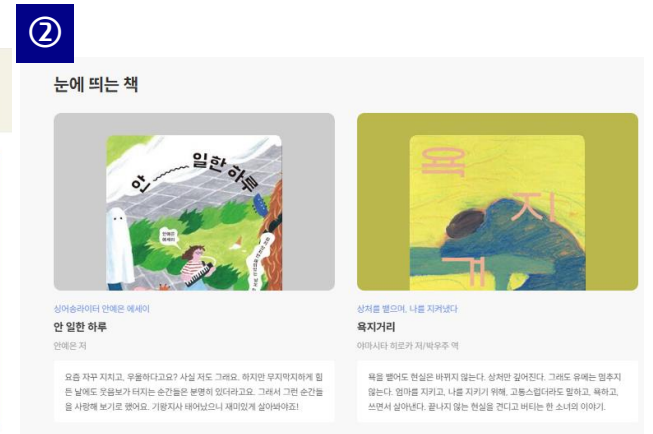 ②
눈에 띄는 책
안 일한 하루
안예은
에세이
욕
지
거
싱어송라이터 안예은 에세이
안 일한 하루
안예은 저
요즘 자꾸 지치고, 우울하다고요? 사실 저도 그래요. 하지만 무지막지하게 힘
든 날에도 웃음보가 터지는 순간들은 분명히 있더라고요. 그래서 그런 순간들
을 사랑해 보기로 했어요. 기왕지사 태어났으니 재미있게 살아봐야죠!
상처를 뱉으며, 나를 지켜냈다
욕지거리
야마시타 히로카 저/박우주 역
욕을 뱉어도 현실은 바뀌지 않는다. 상처만 깊어진다. 그래도 유메는 멈추지
않는다. 엄마를 지키고, 나를 지키기 위해, 고통스럽더라도 말하고, 욕하고,
쓰면서 살아낸다. 끝나지 않는 현실을 견디고 버티는 한 소녀의 이야기.